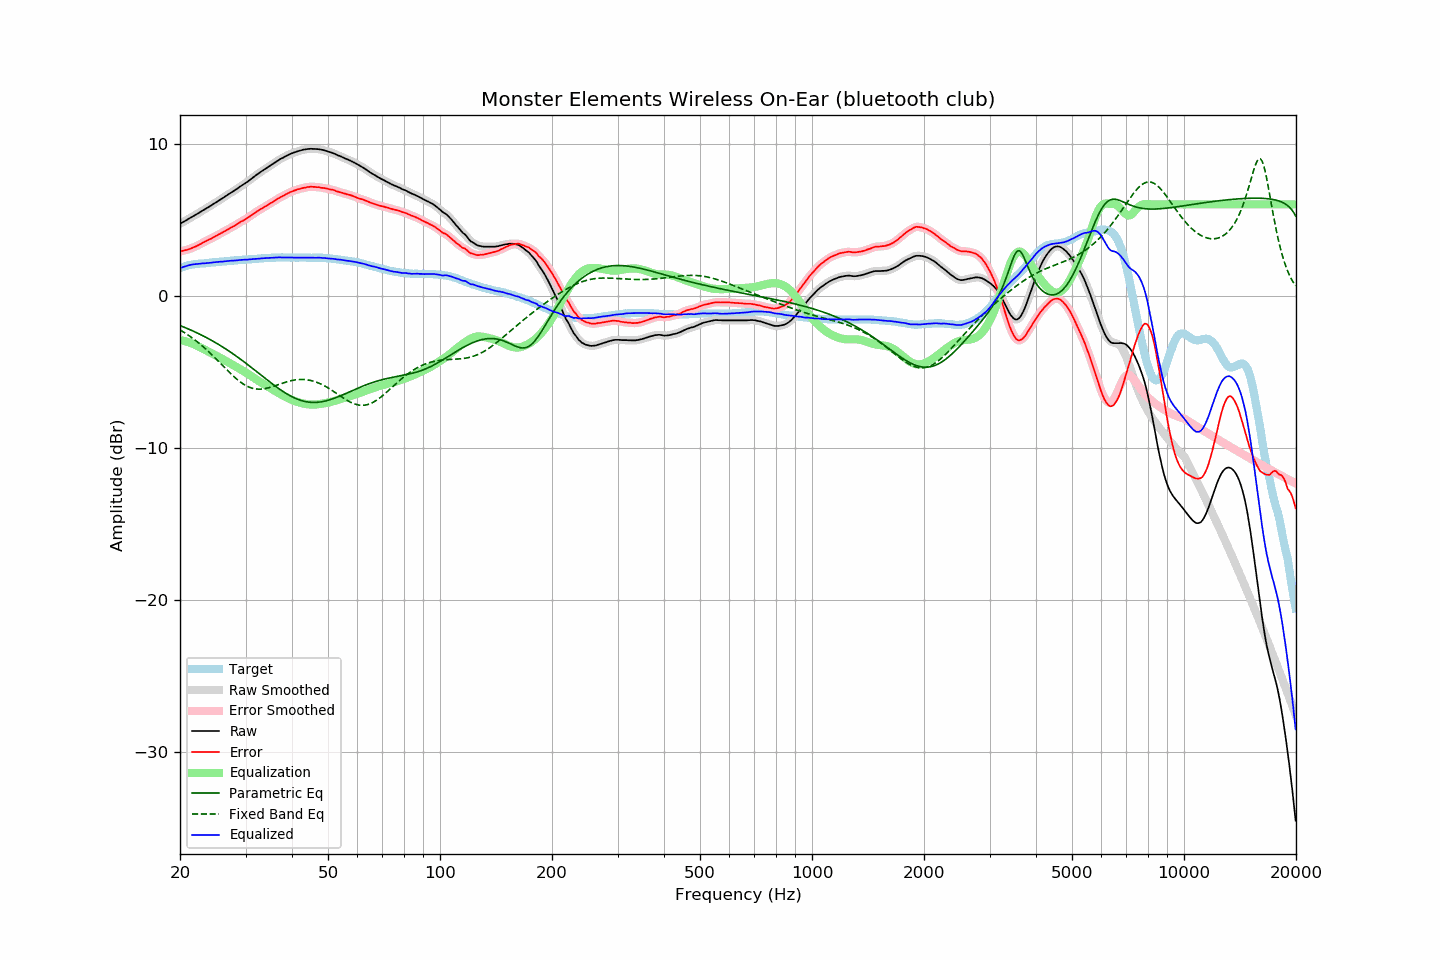 Monster Elements Wireless On-Ear (bluetooth club)
10
0
−10
−20
−30
Amplitude (dBr)
Target
Raw Smoothed
Error Smoothed
Raw
Error
Equalization
Parametric Eq
Fixed Band Eq
Equalized
20 50 100 200 500 1000 2000 5000 10000 20000
Frequency (Hz)